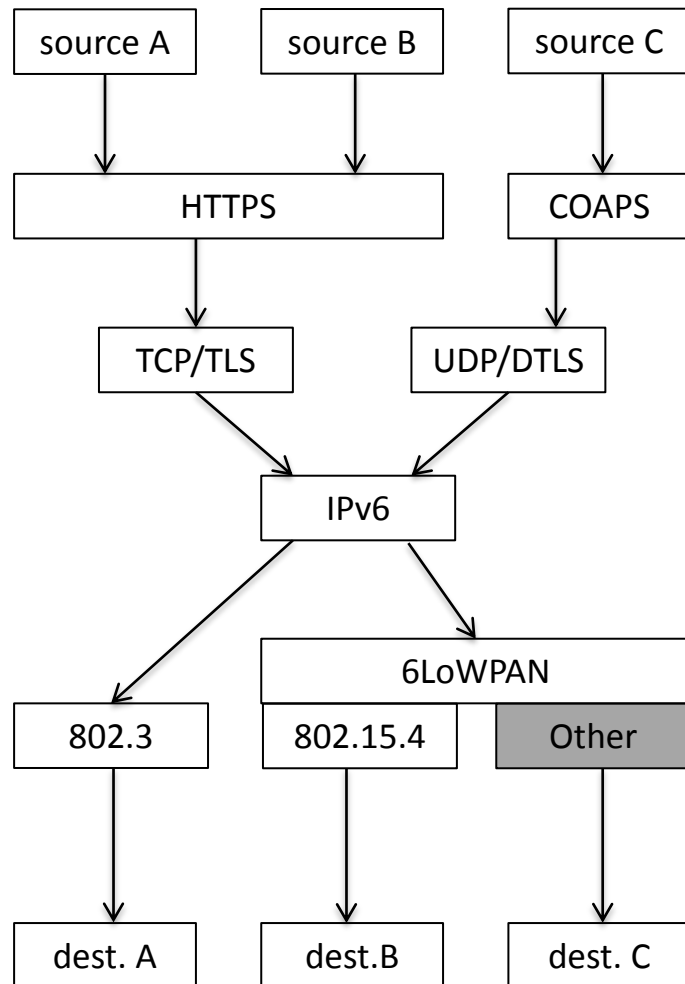 source A
source B
source C
HTTPS
COAPS
TCP/TLS
UDP/DTLS
IPv6
6LoWPAN
802.3
802.15.4
Other
dest. A
dest.B
dest. C